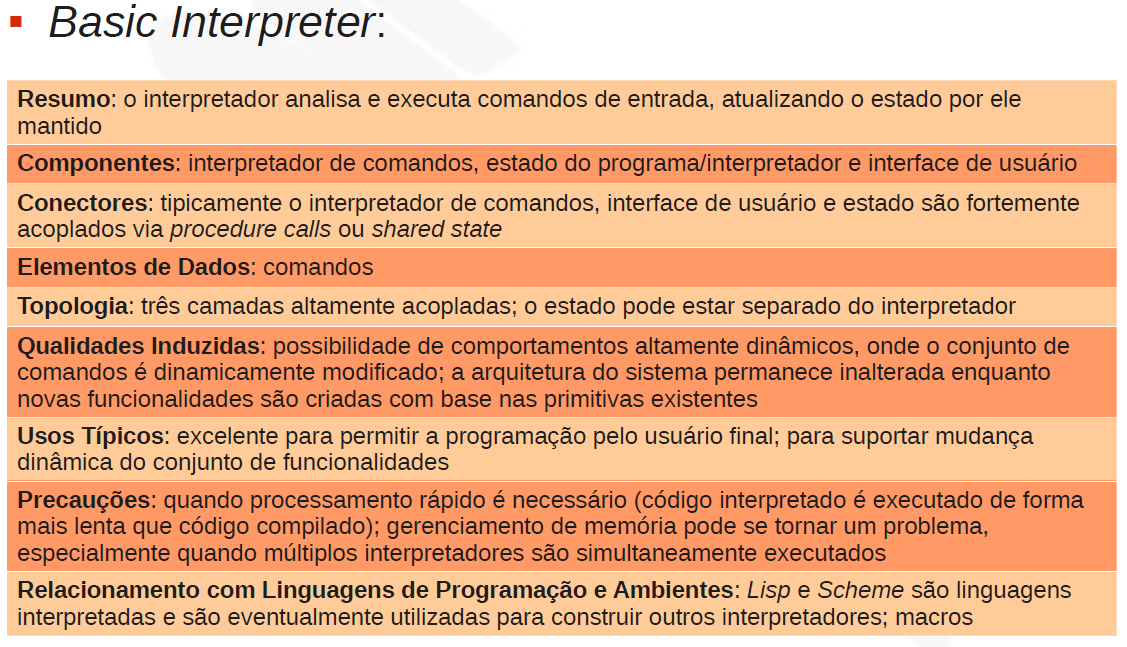 Basic Interpreter:
Resumo: o interpretador analisa e executa comandos de entrada, atualizando o estado por ele
mantido
Componentes: interpretador de comandos, estado do programa/interpretador e interface de usuário
Conectores: tipicamente o interpretador de comandos, interface de usuário e estado são fortemente
acoplados via procedure calls ou shared state
Elementos de Dados: comandos
Topologia: três camadas altamente acopladas; o estado pode estar separado do interpretador
Qualidades Induzidas: possibilidade de comportamentos altamente dinâmicos, onde o conjunto de
comandos é dinamicamente modificado; a arquitetura do sistema permanece inalterada enquanto
novas funcionalidades são criadas com base nas primitivas existentes
Usos Típicos: excelente para permitir a programação pelo usuário final; para suportar mudança
dinâmica do conjunto de funcionalidades
Precauções: quando processamento rápido é necessário (código interpretado é executado de forma
mais lenta que código compilado); gerenciamento de memória pode se tornar um problema,
especialmente quando múltiplos interpretadores são simultaneamente executados
Relacionamento com Linguagens de Programação e Ambientes: Lisp e Scheme são linguagens
interpretadas e são eventualmente utilizadas para construir outros interpretadores; macros